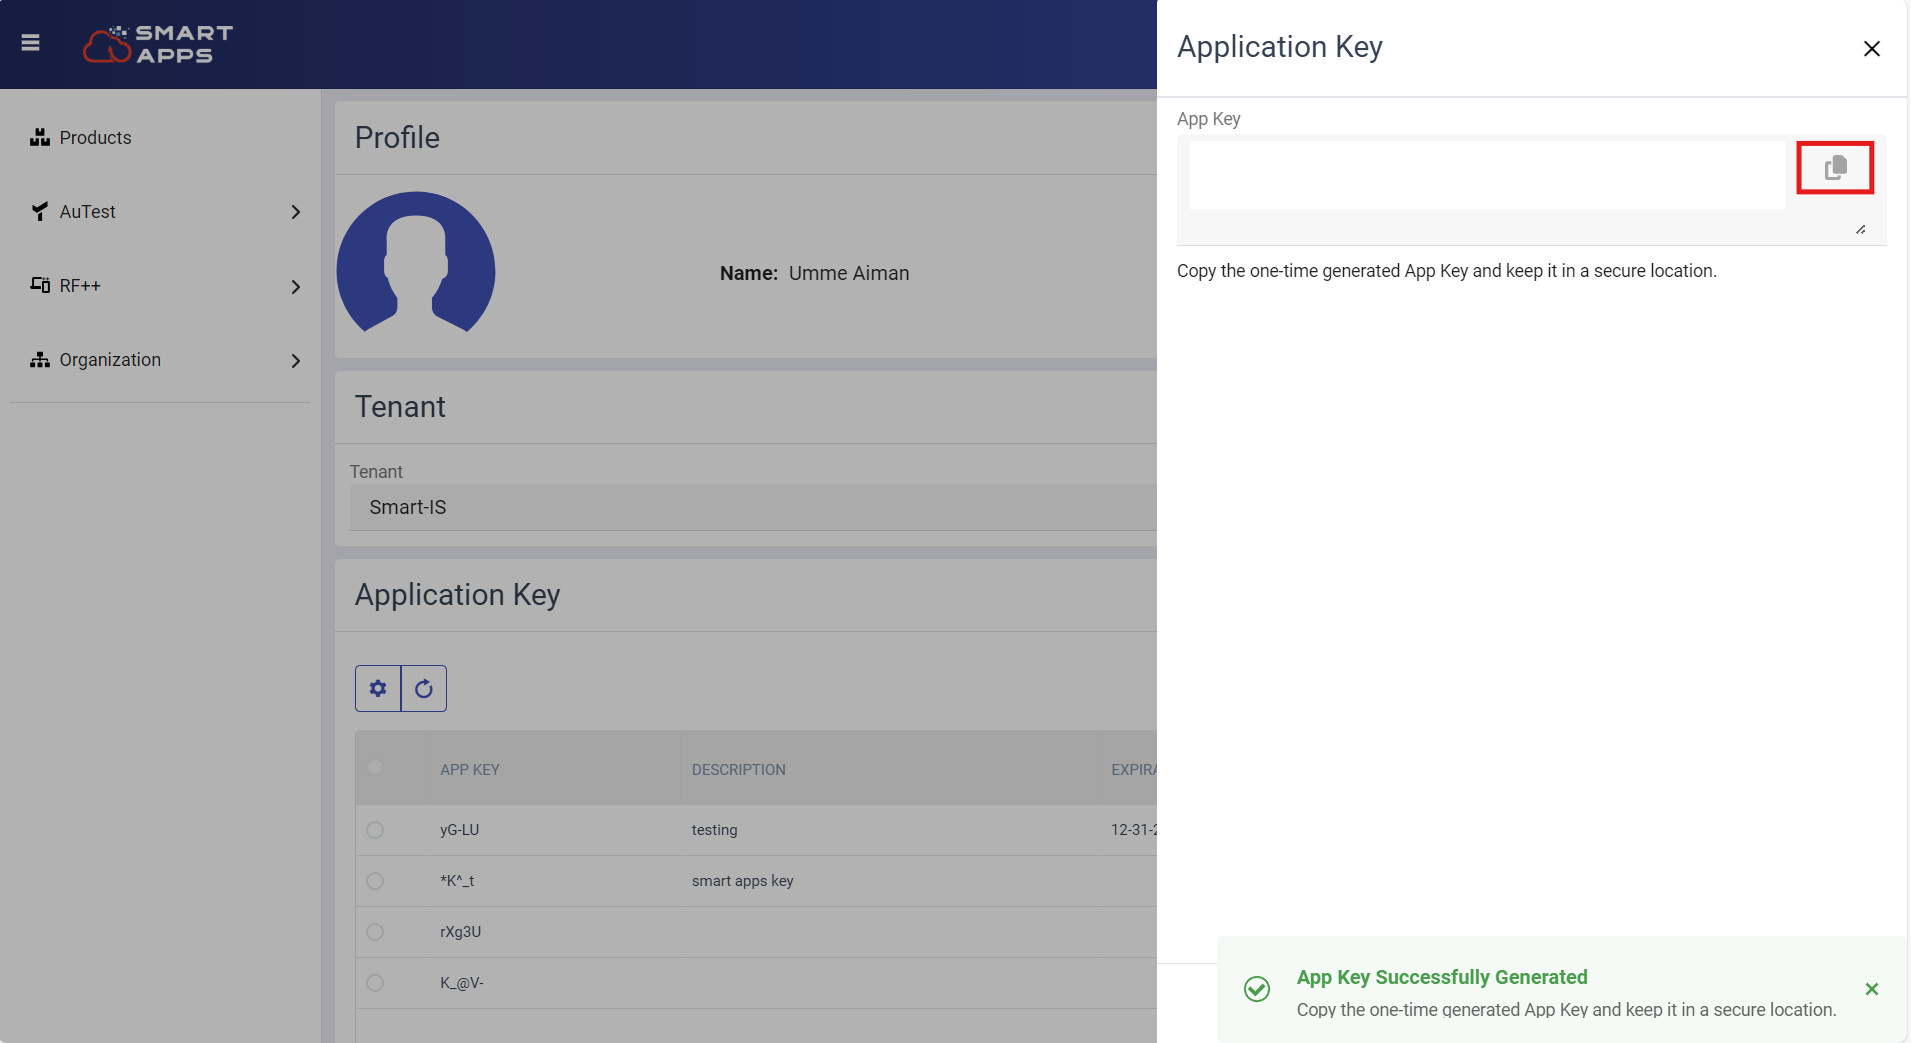 SMART
APPS
Products
AuTest
RF++
Organization
Profile
Name: Umme Aiman
Tenant
Tenant
Smart-IS
Application Key
APP KEY DESCRIPTION EXPIRA
yG-LU testing 12-31-2
*K^_t smart apps key
rXg3U
K_@V-
Application Key
App Key
Copy the one-time generated App Key and keep it in a secure location.
App Key Successfully Generated
Copy the one-time generated App Key and keep it in a secure location.